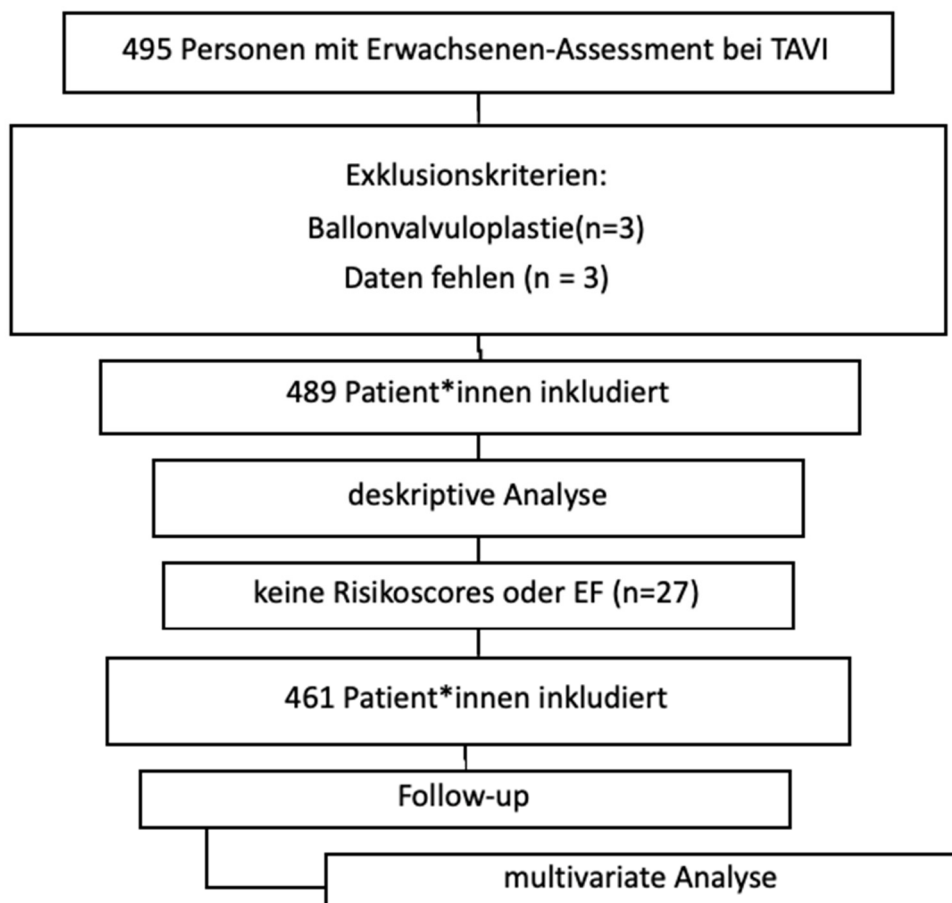 495 Personen mit Erwachsenen-Assessment bei TAVI
Exklusionskriterien:
Ballonvalvuloplastie(n=3)
Daten fehlen (n = 3)
489 Patient*innen inkludiert
deskriptive Analyse
keine Risikoscores oder EF (n=27)
461 Patient*innen inkludiert
Follow-up
multivariate Analyse